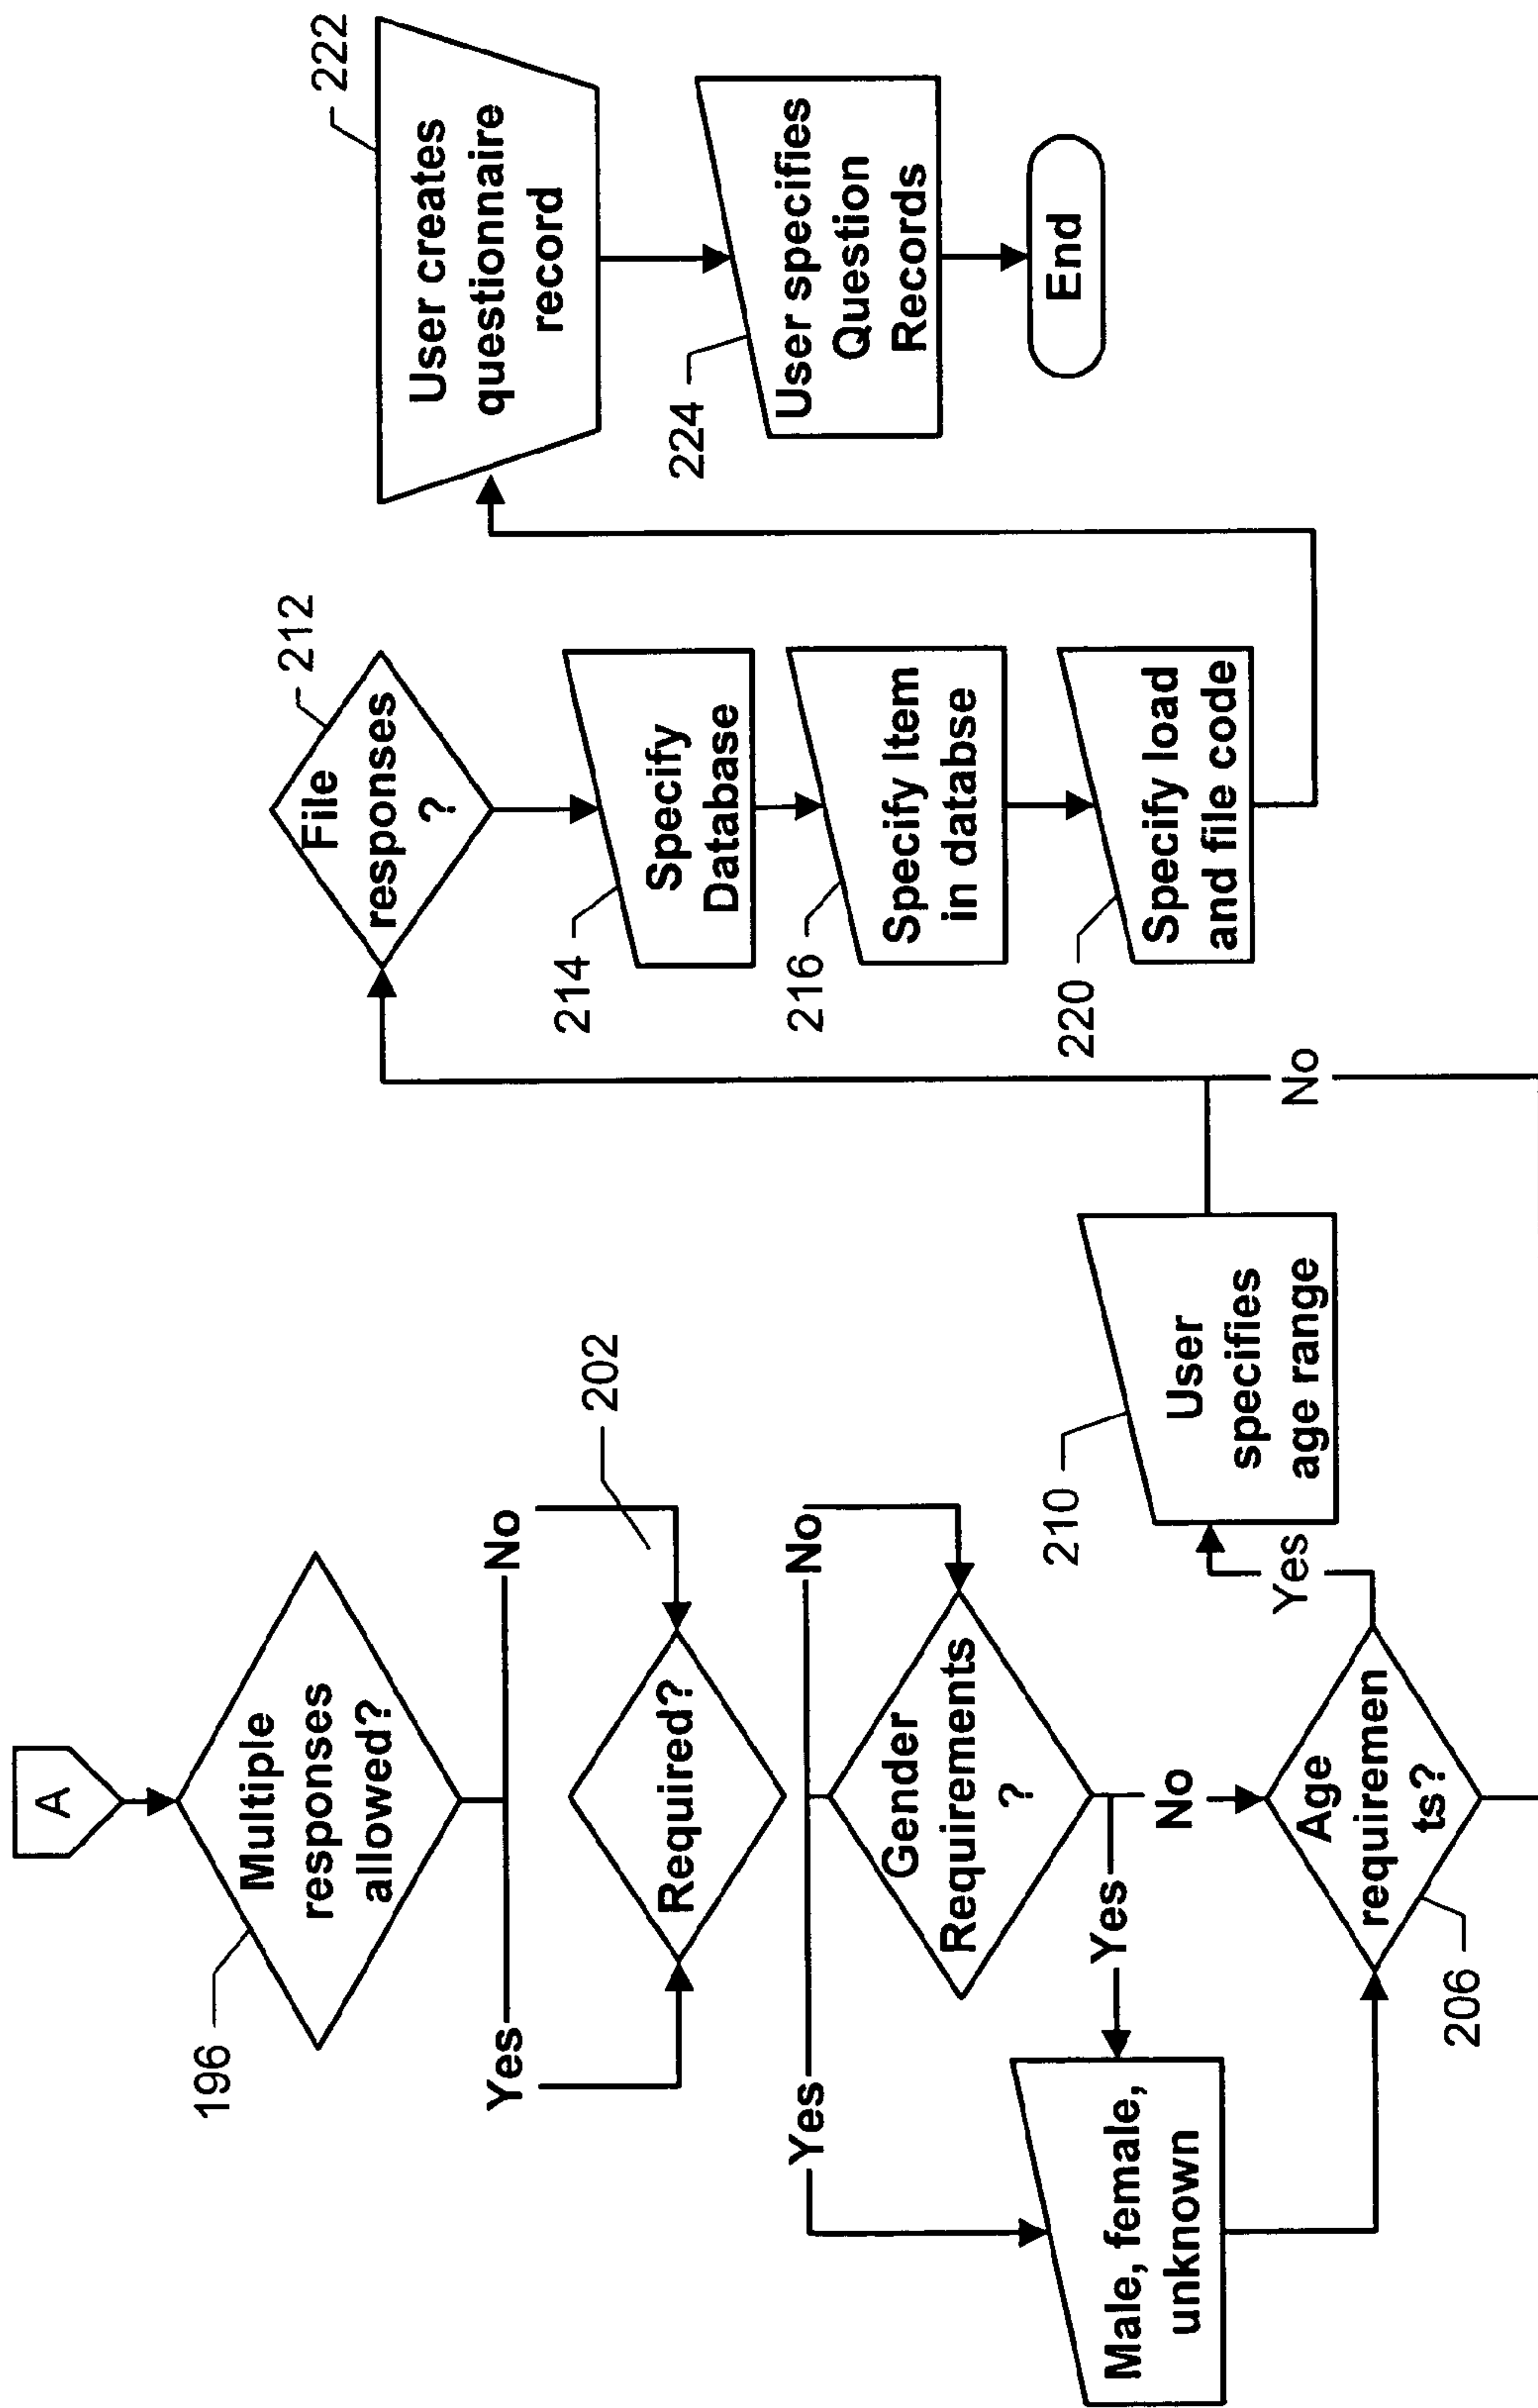 A
Multiple
responses
allowed?
196
Yes
No
202
Required?
Yes
No
Gender
Requirements
?
Yes
No
Male, female,
unknown
Age
requiremen
ts?
206
Yes
210
User
specifies
age range
No
File
responses
?
212
214
Specify
Database
216
Specify Item
in databse
220
Specify load
and file code
222
User creates
questionnaire
record
224
User specifies
Question
Records
End